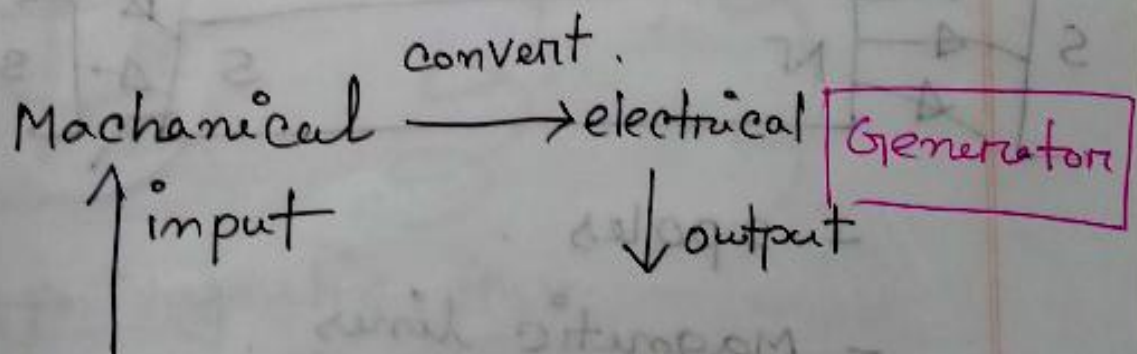 convert.
Machanical → electrical Generator
↑ input ↓ output